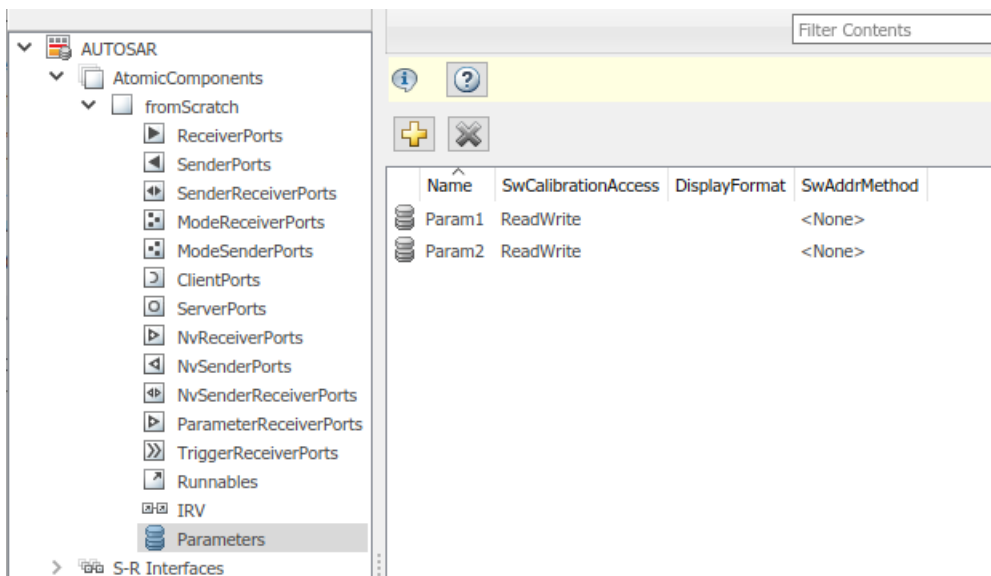 Filter Contents
AUTOSAR
AtomicComponents
fromScratch
ReceiverPorts
SenderPorts
SenderReceiverPorts
ModeReceiverPorts
ModeSenderPorts
ClientPorts
ServerPorts
NvReceiverPorts
NvSenderPorts
NvSenderReceiverPorts
ParameterReceiverPorts
TriggerReceiverPorts
Runnables
IRV
Parameters
S-R Interfaces
Name SwCalibrationAccess DisplayFormat SwAddrMethod
Param1 ReadWrite <None>
Param2 ReadWrite <None>